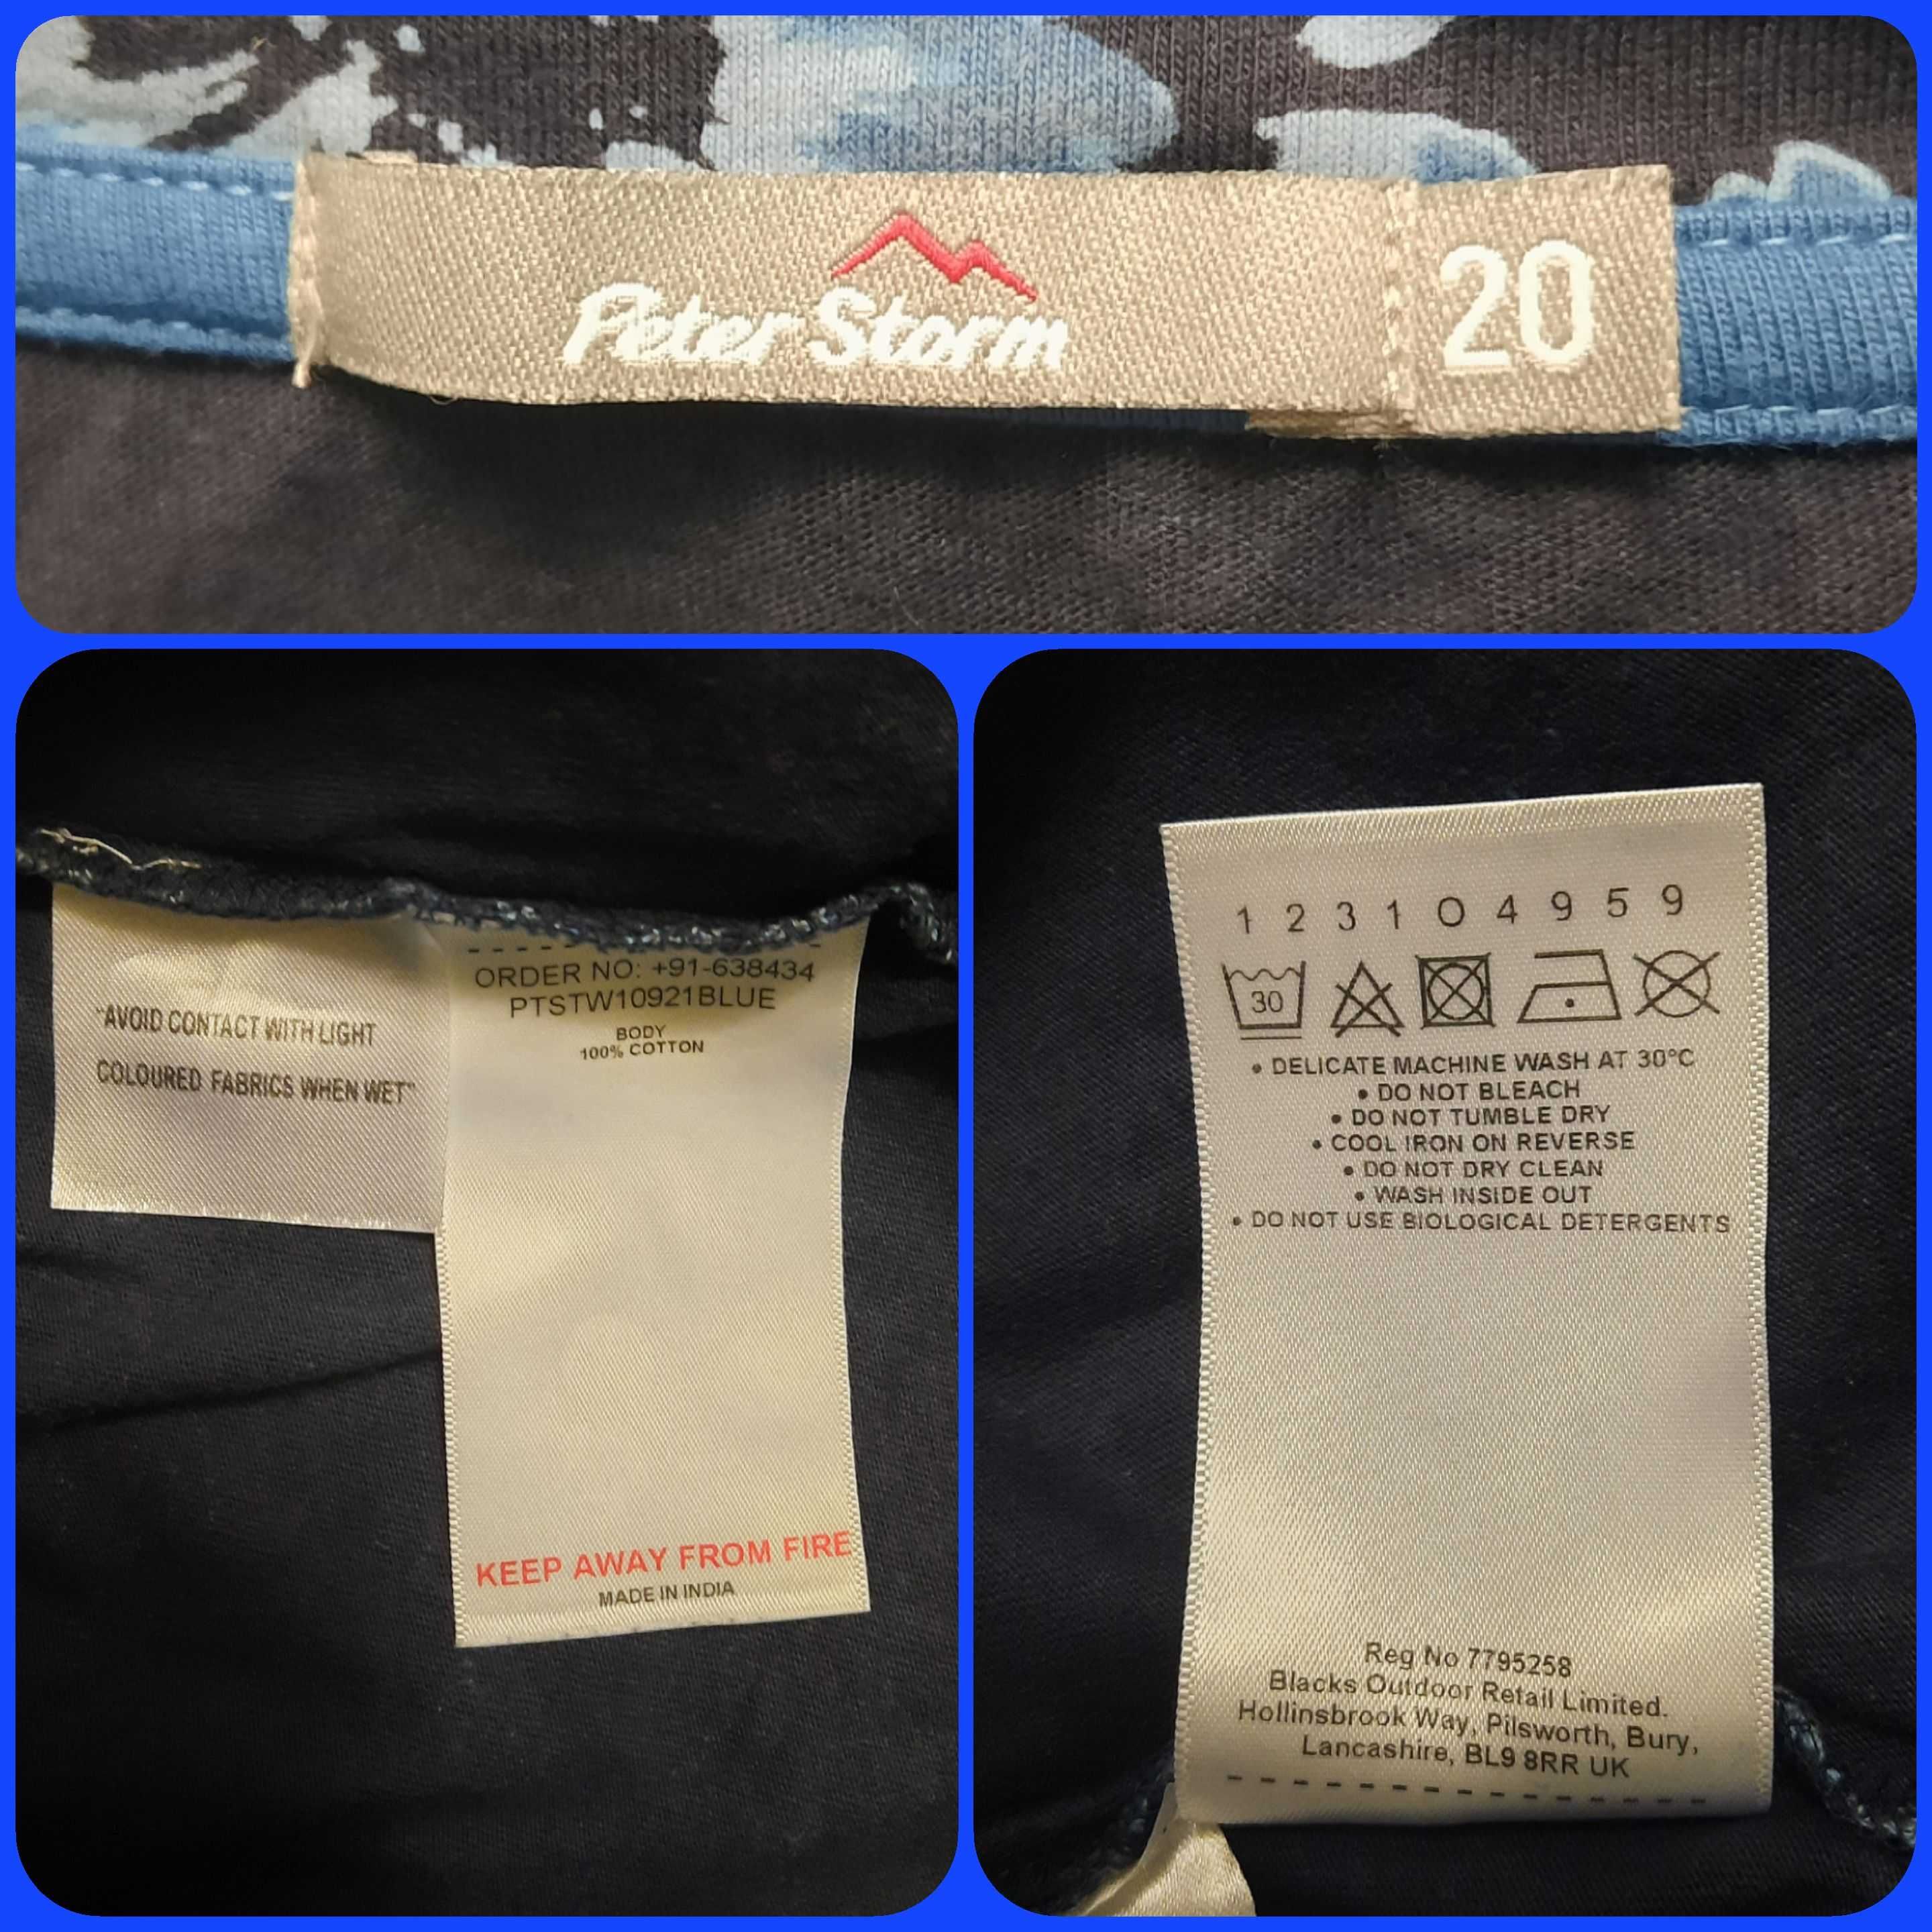 Peter Storm
20
"AVOID CONTACT WITH LIGHT
COLOURED FABRICS WHEN WET"
ORDER NO: +91-638434
PTSTW10921BLUE
BODY
100% COTTON
KEEP AWAY FROM FIRE
MADE IN INDIA
1 2 3 1 0 4 9 5 9
30
• DELICATE MACHINE WASH AT 30°C
• DO NOT BLEACH
• DO NOT TUMBLE DRY
• COOL IRON ON REVERSE
• DO NOT DRY CLEAN
• WASH INSIDE OUT
• DO NOT USE BIOLOGICAL DETERGENTS
Reg No 7795258
Blacks Outdoor Retail Limited.
Hollinsbrook Way, Pilsworth, Bury,
Lancashire, BL9 8RR UK